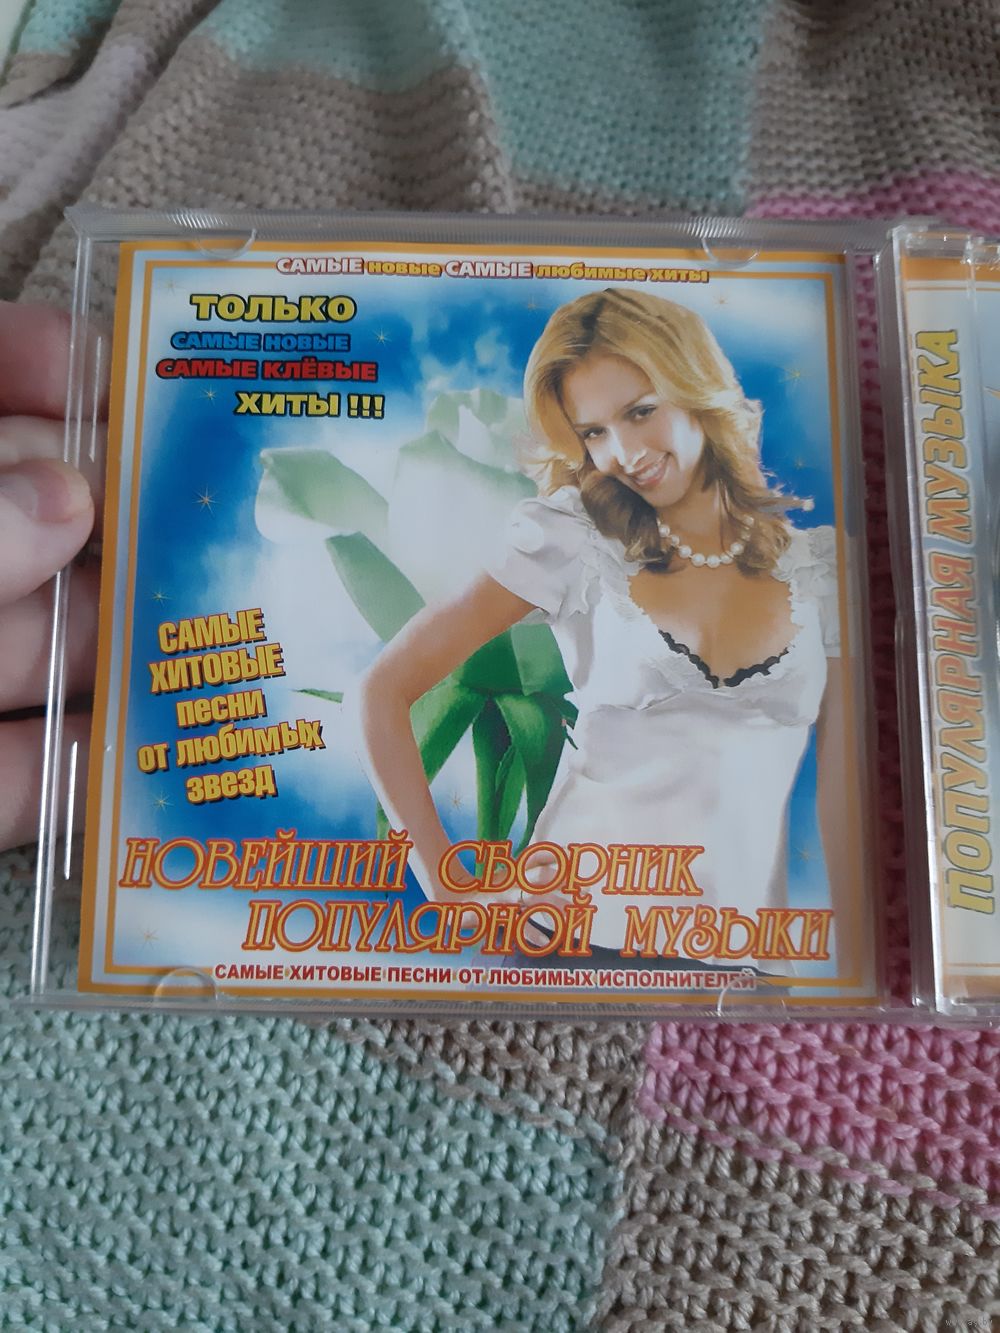 САМЫЕ новые САМЫЕ любимые хиты
ТОЛЬКО
САМЫЕ НОВЫЕ
САМЫЕ КЛЁВЫЕ
ХИТЫ !!!
САМЫЕ
ХИТОВЫЕ
песни
от любимых
звезд
НОВЕЙШИЙ СБОРНИК
ПОПУЛЯРНОЙ МУЗЫКИ
САМЫЕ ХИТОВЫЕ ПЕСНИ ОТ ЛЮБИМЫХ ИСПОЛНИТЕЛЕЙ
ПОПУЛЯРНАЯ МУЗЫКА